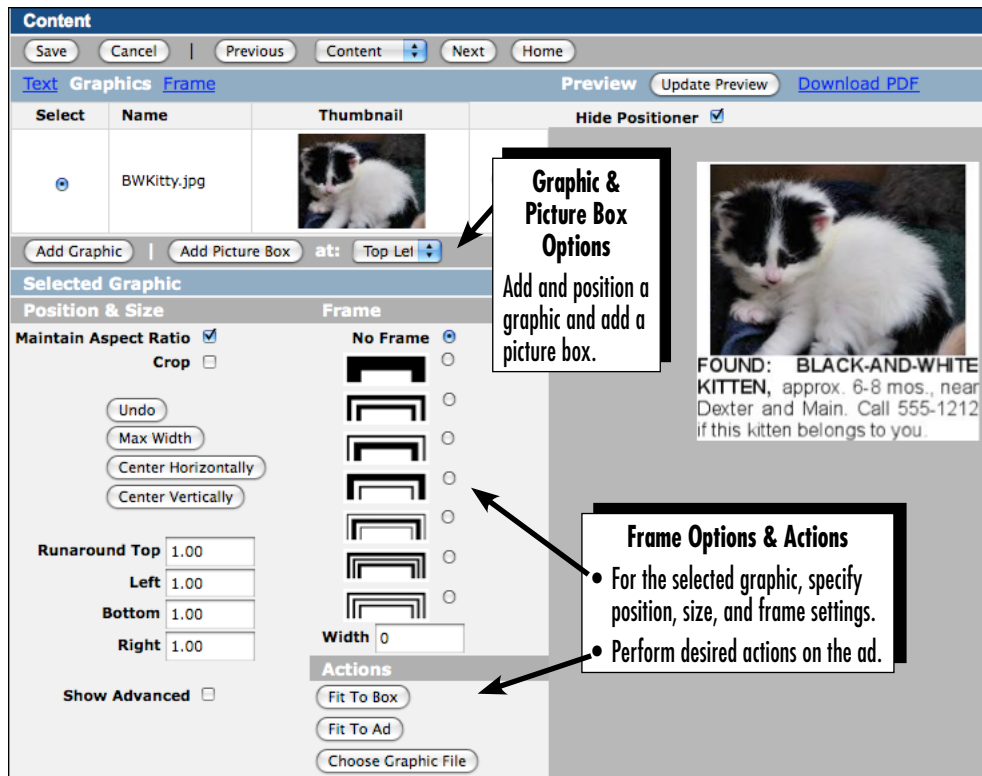 Content
Save Cancel | Previous Content Next Home
Text Graphics Frame
Preview Update Preview Download PDF
Select Name Thumbnail
Hide Positioner
BWKitty.jpg
Add Graphic | Add Picture Box at: Top Lef
Graphic &
Picture Box
Options
Add and position a
graphic and add a
picture box.
FOUND: BLACK-AND-WHITE
KITTEN, approx. 6-8 mos., near
Dexter and Main. Call 555-1212
if this kitten belongs to you.
Selected Graphic
Position & Size
Maintain Aspect Ratio
Crop
Undo
Max Width
Center Horizontally
Center Vertically
Runaround Top 1.00
Left 1.00
Bottom 1.00
Right 1.00
Show Advanced
Frame
No Frame
Width 0
Actions
Fit To Box
Fit To Ad
Choose Graphic File
Frame Options & Actions
• For the selected graphic, specify
position, size, and frame settings.
• Perform desired actions on the ad.